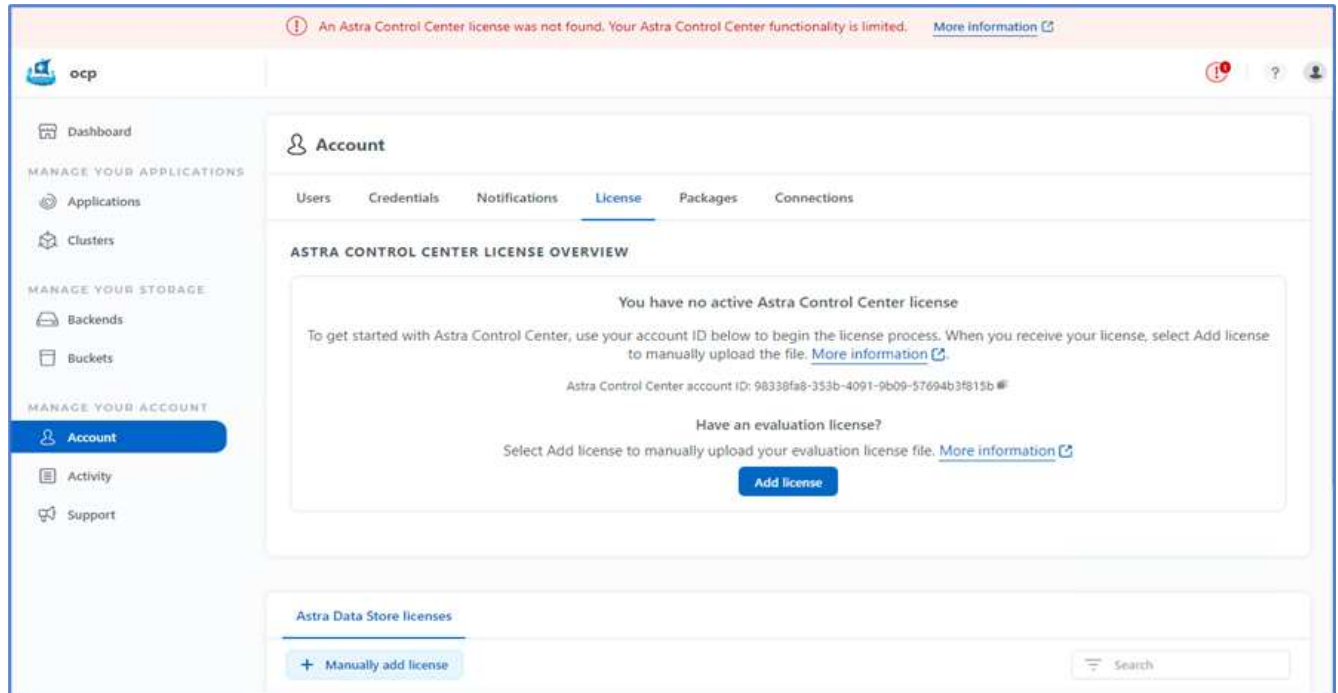 An Astra Control Center license was not found. Your Astra Control Center functionality is limited. More information
ocp
?
Dashboard
MANAGE YOUR APPLICATIONS
Applications
Clusters
MANAGE YOUR STORAGE
Backends
Buckets
MANAGE YOUR ACCOUNT
Account
Activity
Support
Account
Users Credentials Notifications License Packages Connections
ASTRA CONTROL CENTER LICENSE OVERVIEW
You have no active Astra Control Center license
To get started with Astra Control Center, use your account ID below to begin the license process. When you receive your license, select Add license
to manually upload the file. More information.
Astra Control Center account ID: 98338fa8-353b-4091-9b09-57694b3f815b
Have an evaluation license?
Select Add license to manually upload your evaluation license file. More information
Add license
Astra Data Store licenses
+ Manually add license
Search